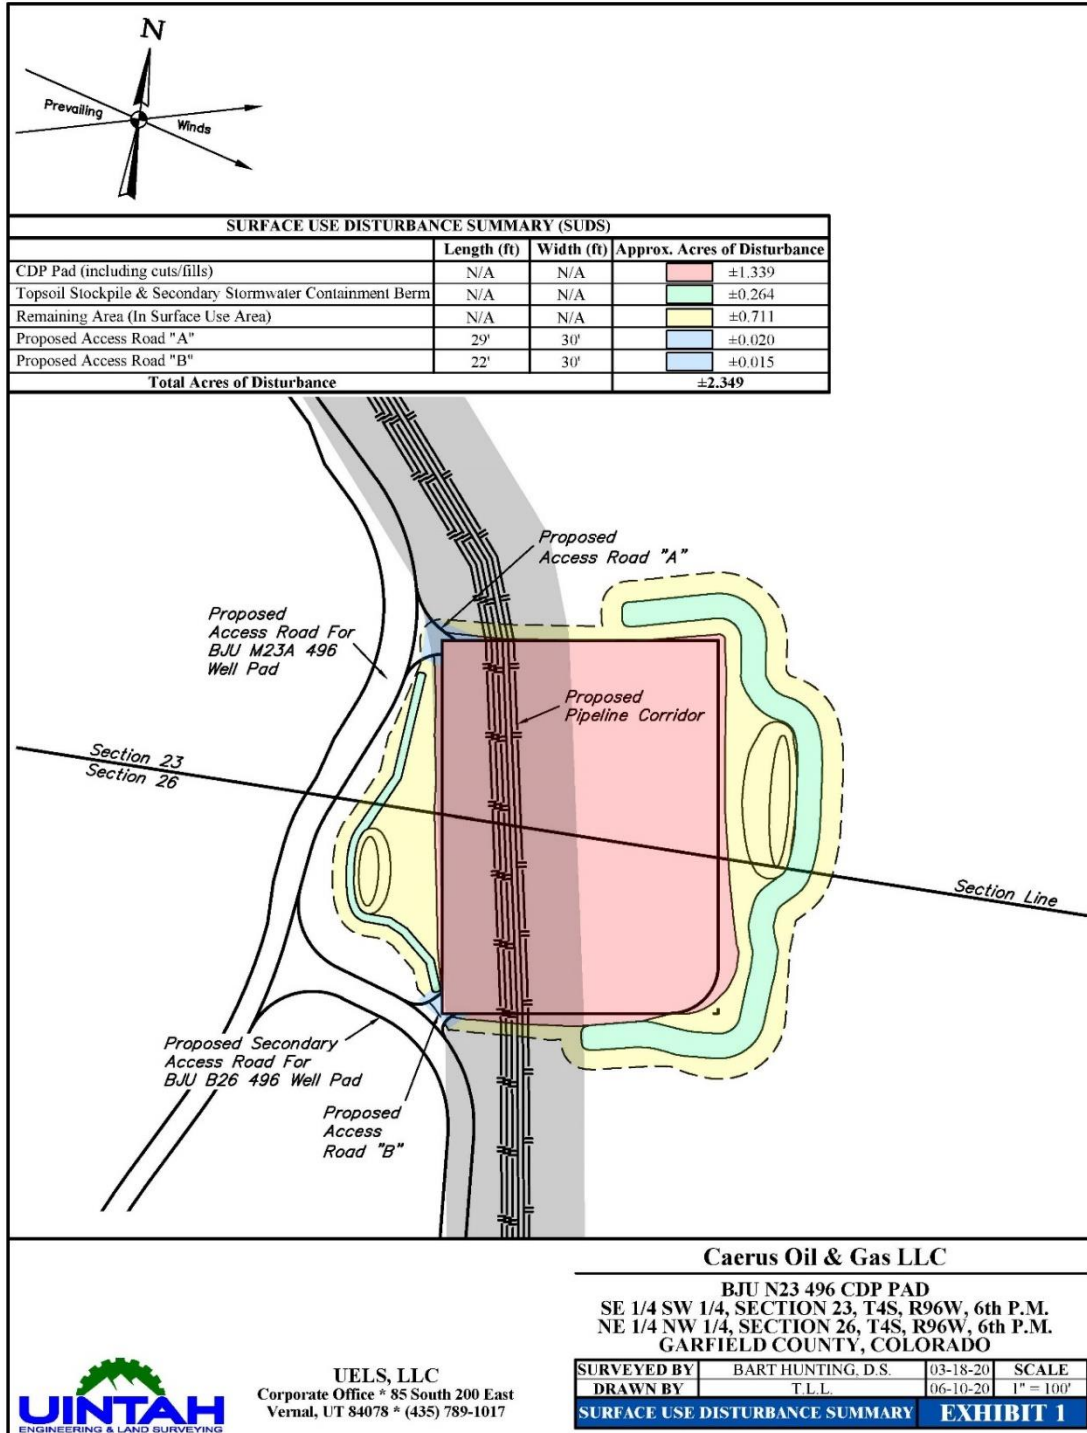 N
Prevailing
Winds
SURFACE USE DISTURBANCE SUMMARY (SUDS)
Length (ft) Width (ft) Approx. Acres of Disturbance
CDP Pad (including cuts/fills) N/A N/A ±1.339
Topsoil Stockpile & Secondary Stormwater Containment Berm N/A N/A ±0.264
Remaining Area (In Surface Use Area) N/A N/A ±0.711
Proposed Access Road "A" 29' 30' ±0.020
Proposed Access Road "B" 22' 30' ±0.015
Total Acres of Disturbance ±2.349
Proposed
Access Road "A"
Proposed
Access Road For
BJU M23A 496
Well Pad
Proposed
Pipeline Corridor
Section 23
Section 26
Section Line
Proposed Secondary
Access Road For
BJU B26 496 Well Pad
Proposed
Access
Road "B"
Caerus Oil & Gas LLC
BJU N23 496 CDP PAD
SE 1/4 SW 1/4, SECTION 23, T4S, R96W, 6th P.M.
NE 1/4 NW 1/4, SECTION 26, T4S, R96W, 6th P.M.
GARFIELD COUNTY, COLORADO
UINTAH
ENGINEERING & LAND SURVEYING
UELS, LLC
Corporate Office * 85 South 200 East
Vernal, UT 84078 * (435) 789-1017
SURVEYED BY BART HUNTING, D.S. 03-18-20 SCALE
DRAWN BY T.L.L. 06-10-20 1" = 100'
SURFACE USE DISTURBANCE SUMMARY EXHIBIT 1